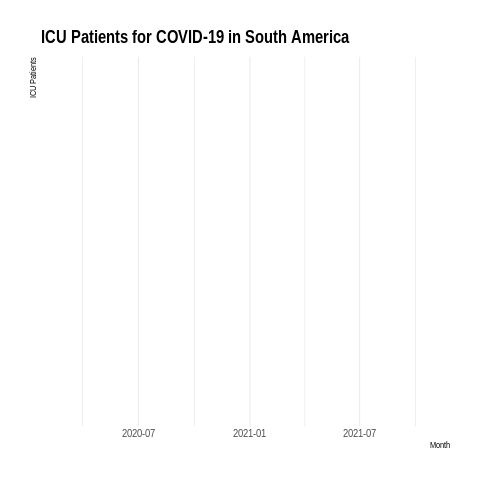 ICU Patients for COVID-19 in South America
ICU Patients
2020-07
2021-01
2021-07
Month